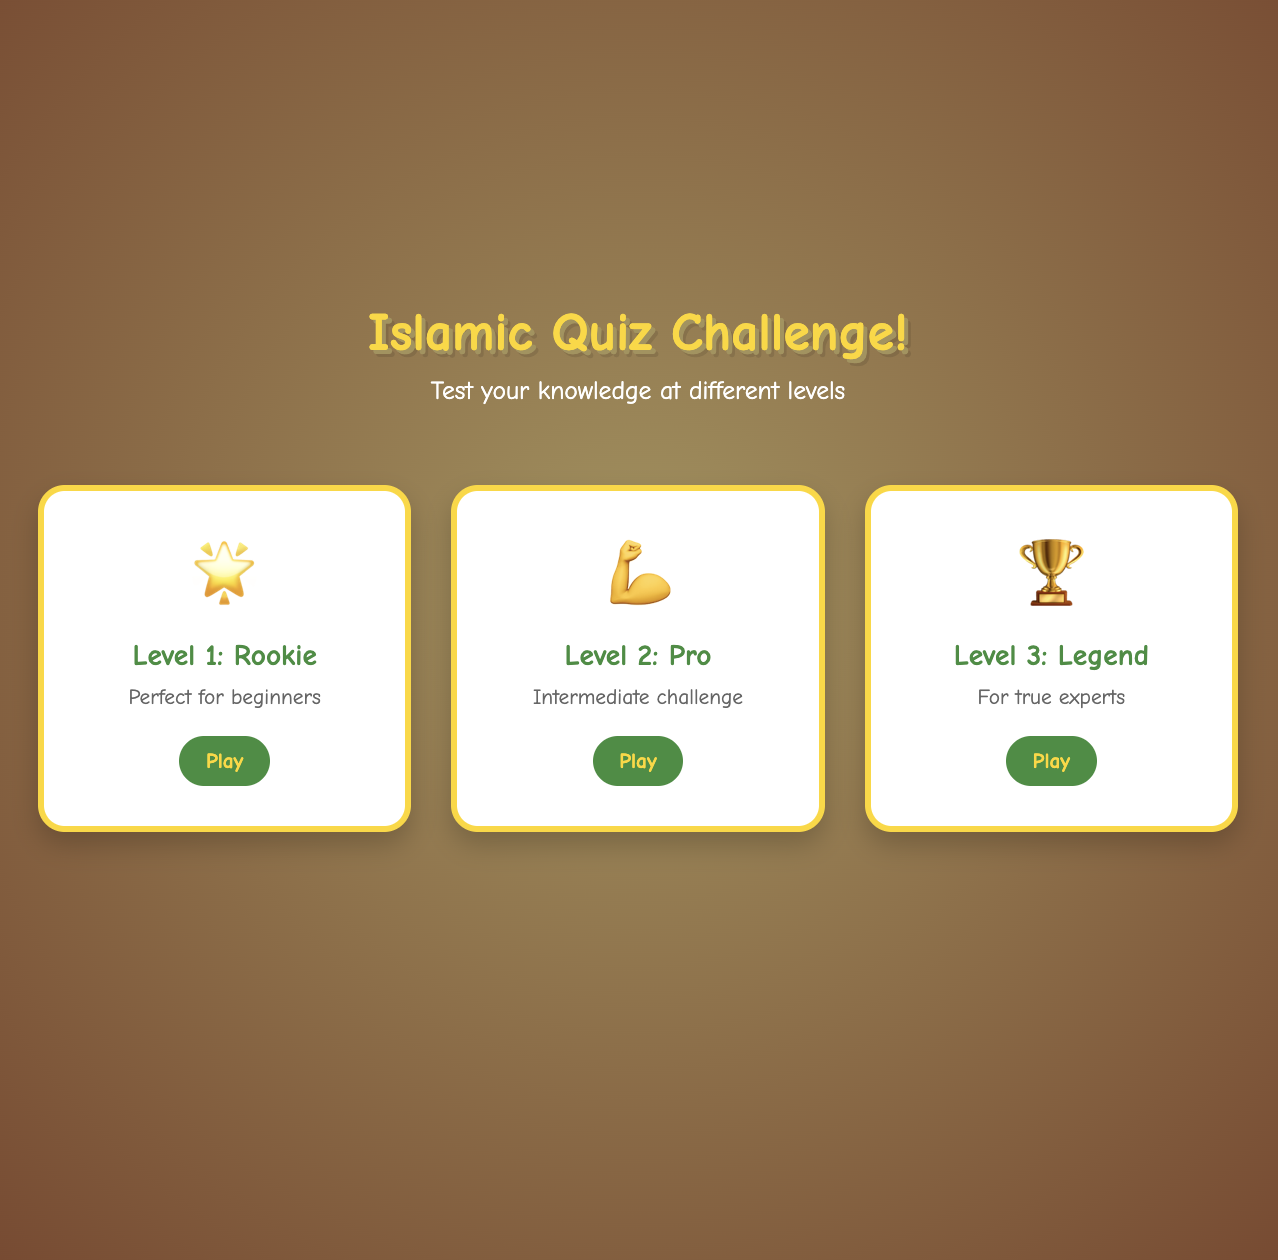 Islamic Quiz Challenge!
Test your knowledge at different levels
Level 1: Rookie
Perfect for beginners
Play
Level 2: Pro
Intermediate challenge
Play
Level 3: Legend
For true experts
Play